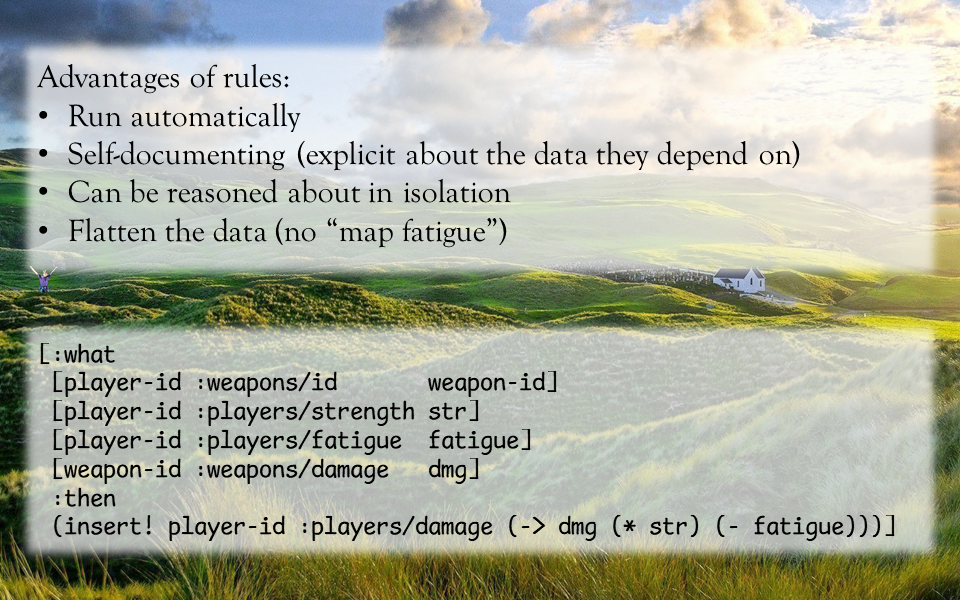 Advantages of rules:
• Run automatically
• Self-documenting (explicit about the data they depend on)
• Can be reasoned about in isolation
• Flatten the data (no “map fatigue”)
[:what
 [player-id :weapons/id       weapon-id]
 [player-id :players/strength str]
 [player-id :players/fatigue  fatigue]
 [weapon-id :weapons/damage   dmg]
 :then
 (insert! player-id :players/damage (-> dmg (* str) (- fatigue)))]